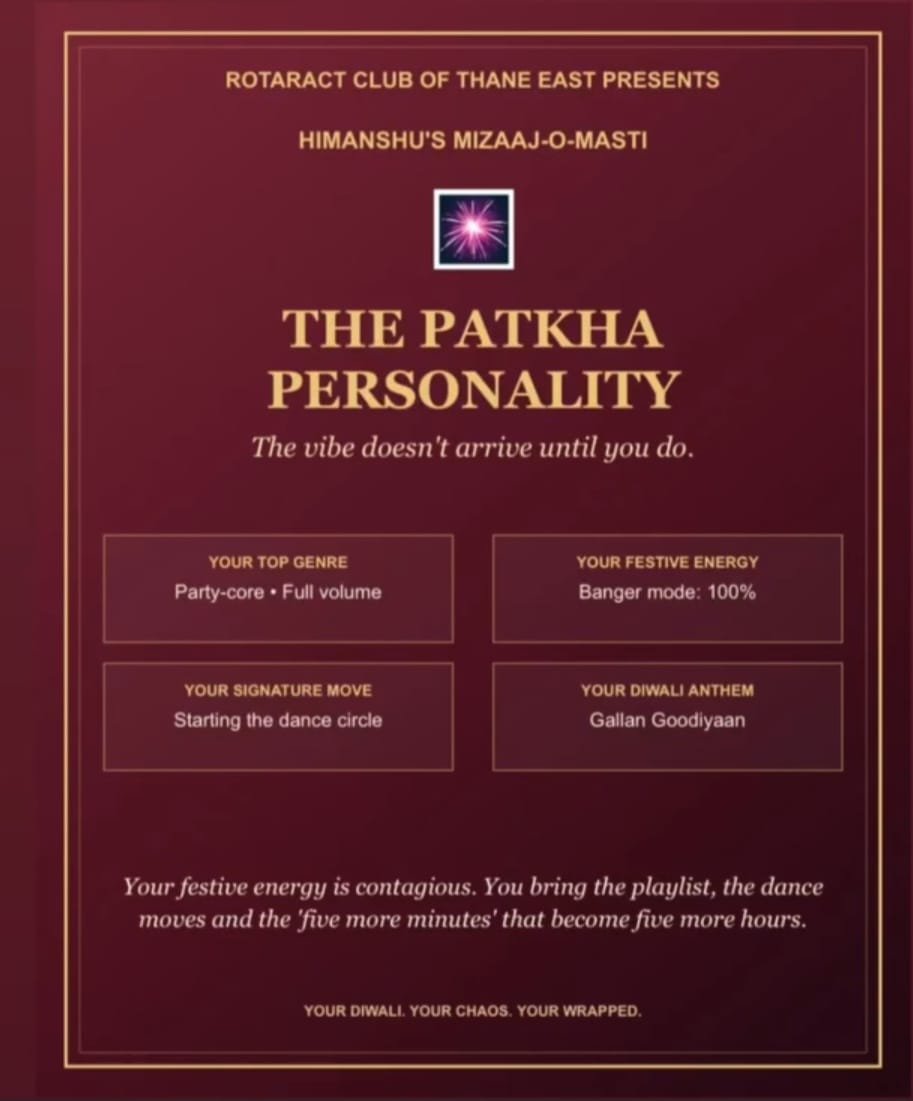 ROTARACT CLUB OF THANE EAST PRESENTS
HIMANSHU'S MIZAAJ-O-MASTI
THE PATKHA
PERSONALITY
The vibe doesn't arrive until you do.
YOUR TOP GENRE
Party-core • Full volume
YOUR FESTIVE ENERGY
Banger mode: 100%
YOUR SIGNATURE MOVE
Starting the dance circle
YOUR DIWALI ANTHEM
Gallan Goodiyaan
Your festive energy is contagious. You bring the playlist, the dance
moves and the 'five more minutes' that become five more hours.
YOUR DIWALI. YOUR CHAOS. YOUR WRAPPED.